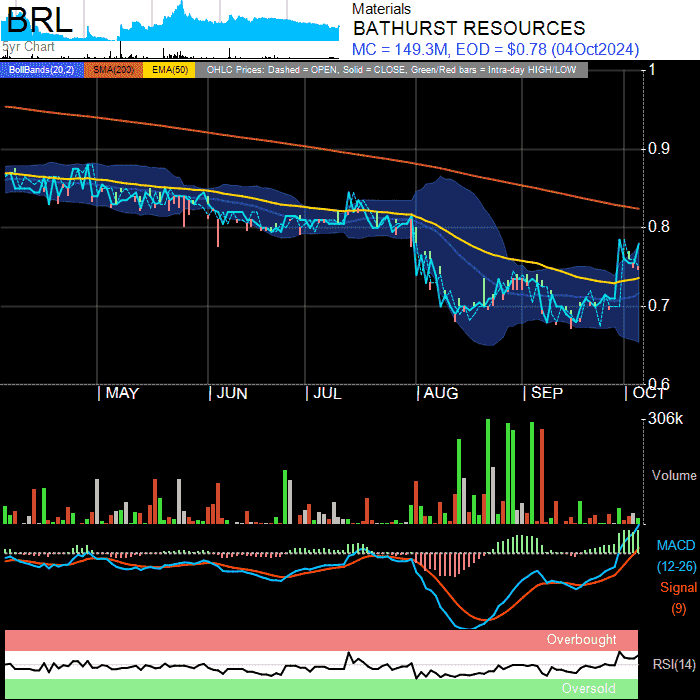 BRL
5yr Chart
Materials
BATHURST RESOURCES
MC = 149.3M, EOD = $0.78 (04Oct2024)
BollBands(20,2) SMA(200) EMA(50) OHLC Prices: Dashed = OPEN, Solid = CLOSE, Green/Red bars = Intra-day HIGH/LOW
1
0.9
0.8
0.7
0.6
MAY JUN JUL AUG SEP OCT
306k
Volume
MACD
(12-26)
Signal
(9)
Overbought
RSI(14)
Oversold